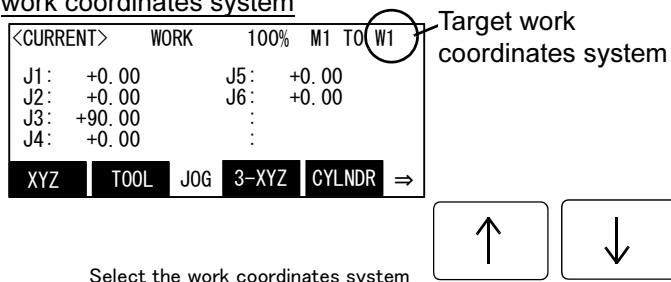 work coordinates system
<CURRENT> WORK 100% M1 T0 W1
J1: +0.00 J5: +0.00
J2: +0.00 J6: +0.00
J3: +90.00 :
J4: +0.00 :
XYZ TOOL JOG 3-XYZ CYLNDR ⇒
Target work
coordinates system
↑ ↓
Select the work coordinates system